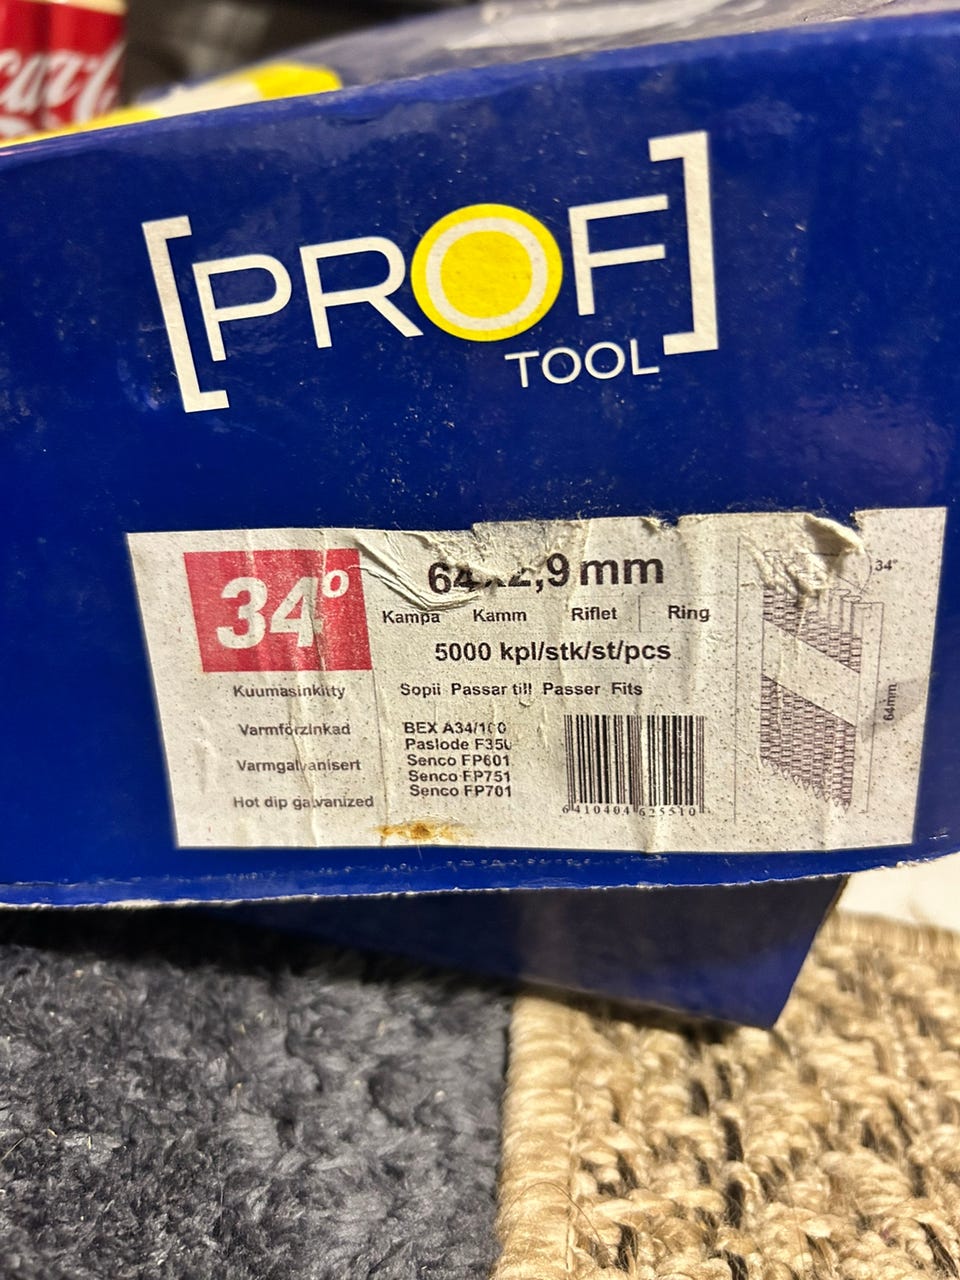 [PROF]
TOOL
34°
64x2,9 mm
34°
Kampa Kamm Riflet Ring
5000 kpl/stk/st/pcs
Kuumasinkitty
Sopii Passar till Passer Fits
64mm
Varmförzinkad
BEX A34/100
Paslode F350
Varmgalvanisert
Senco FP601
Senco FP751
Hot dip galvanized
Senco FP701
6410404 625510